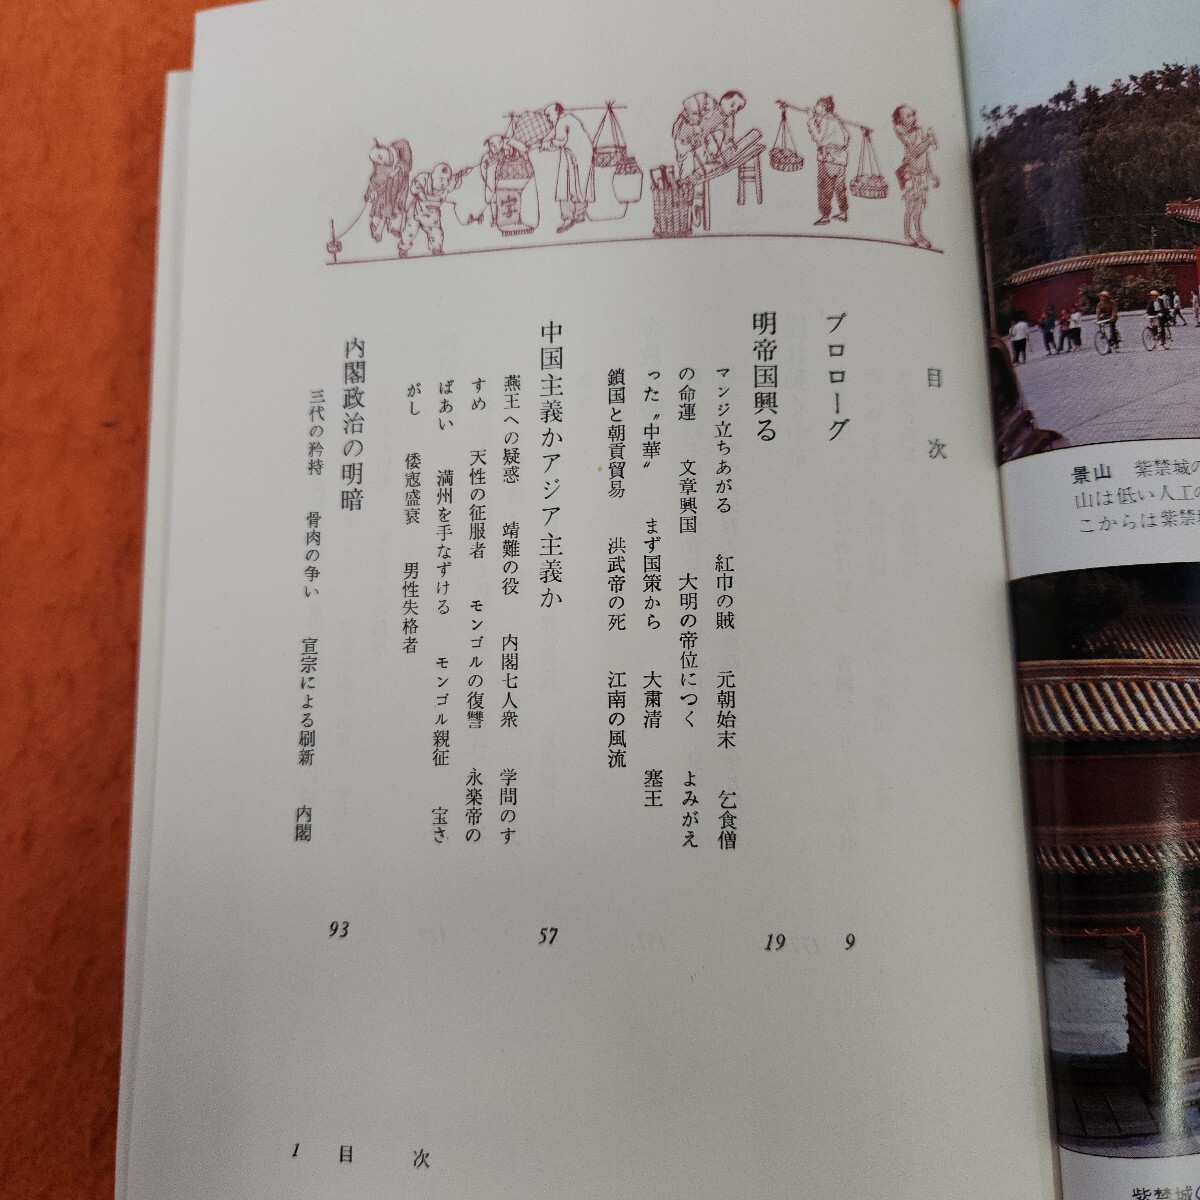 目次
プロローグ 9
明帝国興る 19
マンジ立ちあがる　紅巾の賊　元朝始末　乞食僧
の命運　文章興国　大明の帝位につく　よみがえ
った〝中華〟　まず国策から　大粛清　塞王
鎖国と朝貢貿易　洪武帝の死　江南の風流
中国主義かアジア主義か 57
燕王への疑惑　靖難の役　内閣七人衆　学問のす
すめ　天性の征服者　モンゴルの復讐　永楽帝の
ばあい　満州を手なずける　モンゴル親征　宝さ
がし　倭寇盛衰　男性失格者
内閣政治の明暗 93
三代の矜持　骨肉の争い　宣宗による刷新　内閣
1 目次
字
景山　紫禁城の
山は低い人工の
こからは紫禁城
紫禁城